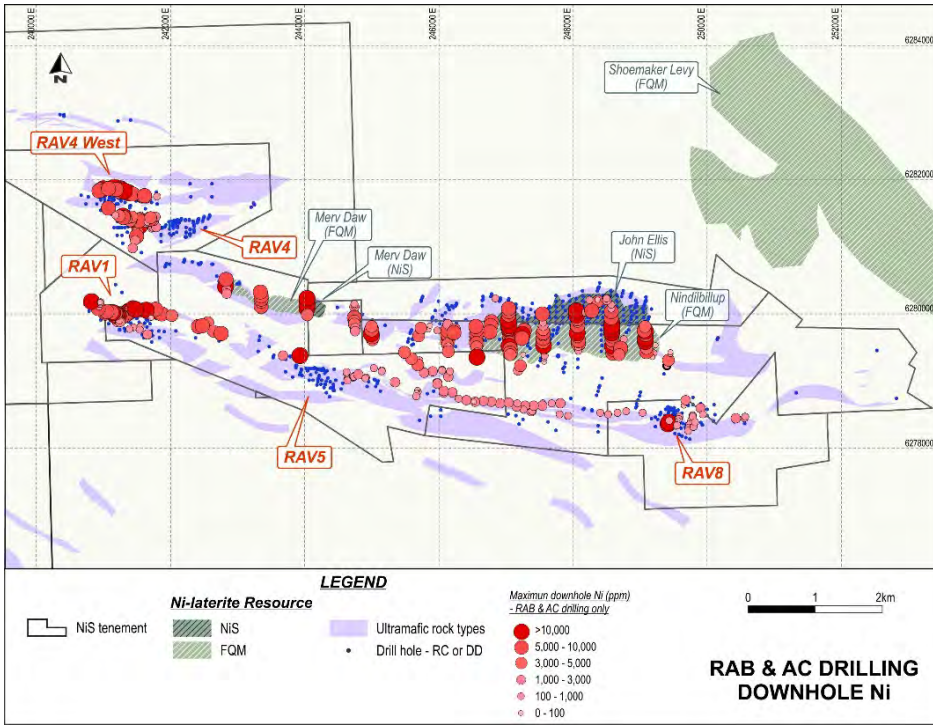 240000 E
242000 E
244000 E
246000 E
248000 E
250000 E
252000 E
6284000
6282000
6280000
6278000
N
Shoemaker Levy
(FQM)
RAV4 West
Merv Daw
(FQM)
RAV4
Merv Daw
(NiS)
John Ellis
(NiS)
RAV1
Nindilbillup
(FQM)
RAV5
RAV8
LEGEND
NiS tenement
Ni-laterite Resource
NiS
FQM
Ultramafic rock types
Drill hole - RC or DD
Maximun downhole Ni (ppm)
- RAB & AC drilling only
>10,000
5,000 - 10,000
3,000 - 5,000
1,000 - 3,000
100 - 1,000
0 - 100
0 1 2km
RAB & AC DRILLING
DOWNHOLE Ni